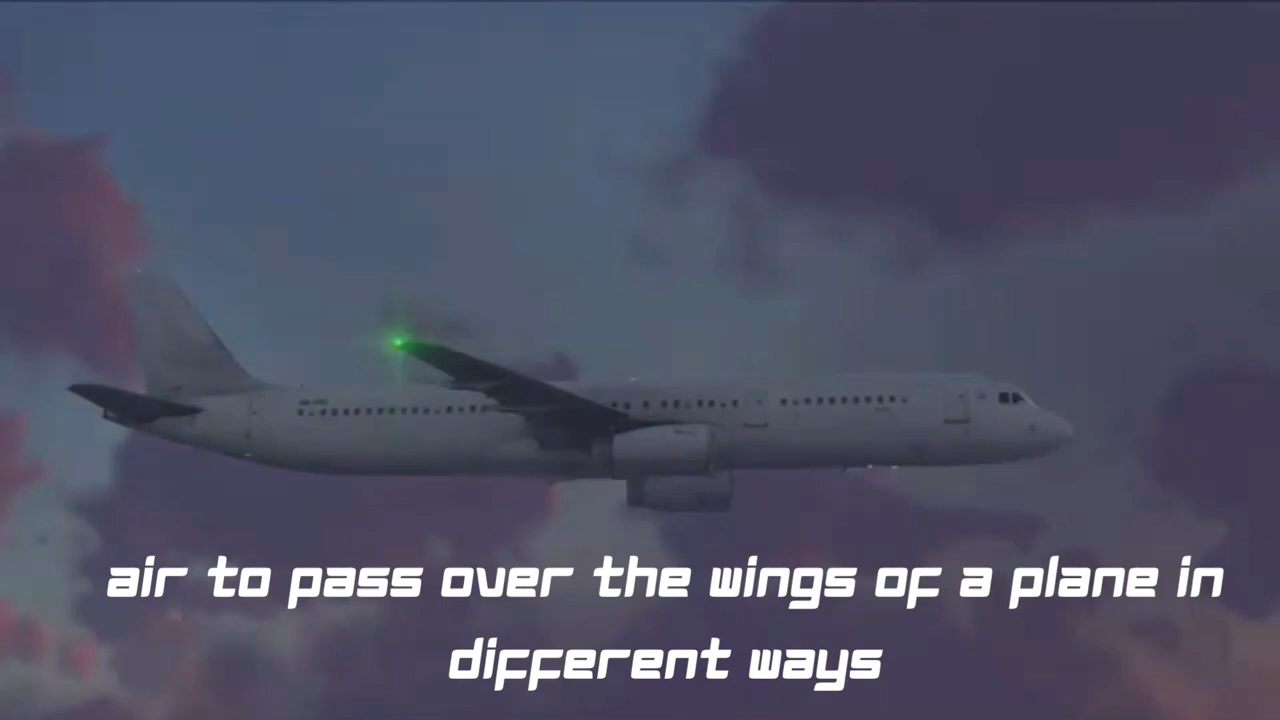 air to pass over the wings of a plane in
different ways